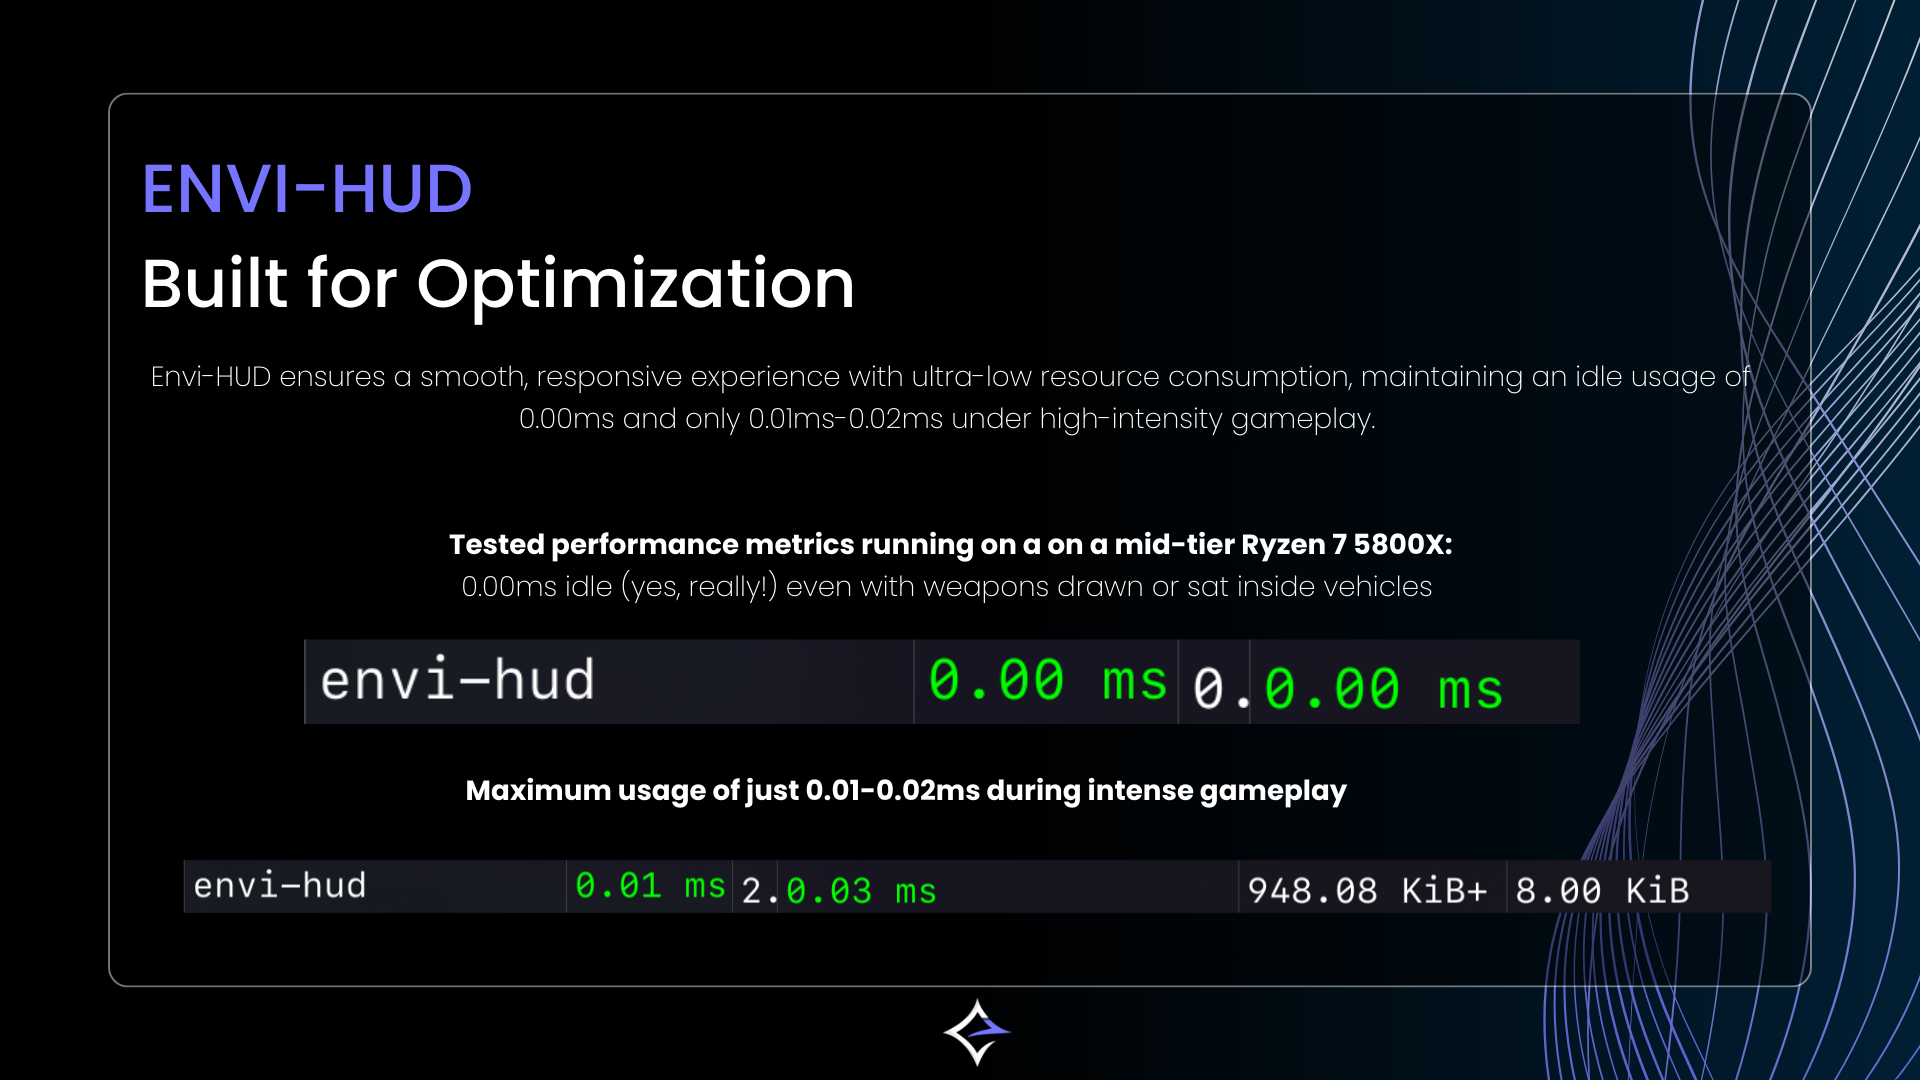 ENVI-HUD
Built for Optimization
Envi-HUD ensures a smooth, responsive experience with ultra-low resource consumption, maintaining an idle usage of
0.00ms and only 0.01ms-0.02ms under high-intensity gameplay.
Tested performance metrics running on a on a mid-tier Ryzen 7 5800X:
0.00ms idle (yes, really!) even with weapons drawn or sat inside vehicles
envi-hud 0.00 ms 0. 0.00 ms
Maximum usage of just 0.01-0.02ms during intense gameplay
envi-hud 0.01 ms 2. 0.03 ms 948.08 KiB+ 8.00 KiB